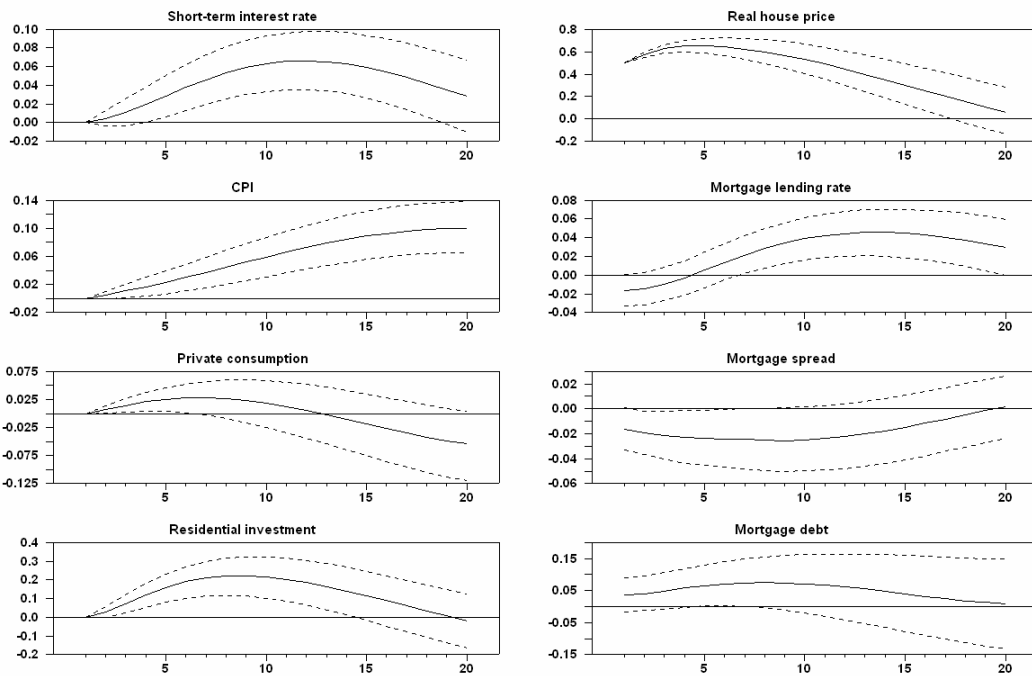 Short-term interest rate
0.10
0.08
0.06
0.04
0.02
0.00
-0.02
5 10 15 20
Real house price
0.8
0.6
0.4
0.2
0.0
-0.2
5 10 15 20
CPI
0.14
0.10
0.06
0.02
-0.02
5 10 15 20
Mortgage lending rate
0.08
0.06
0.04
0.02
0.00
-0.02
-0.04
5 10 15 20
Private consumption
0.075
0.025
-0.025
-0.075
-0.125
5 10 15 20
Mortgage spread
0.02
0.00
-0.02
-0.04
-0.06
5 10 15 20
Residential investment
0.4
0.3
0.2
0.1
0.0
-0.1
-0.2
5 10 15 20
Mortgage debt
0.15
0.05
-0.05
-0.15
5 10 15 20